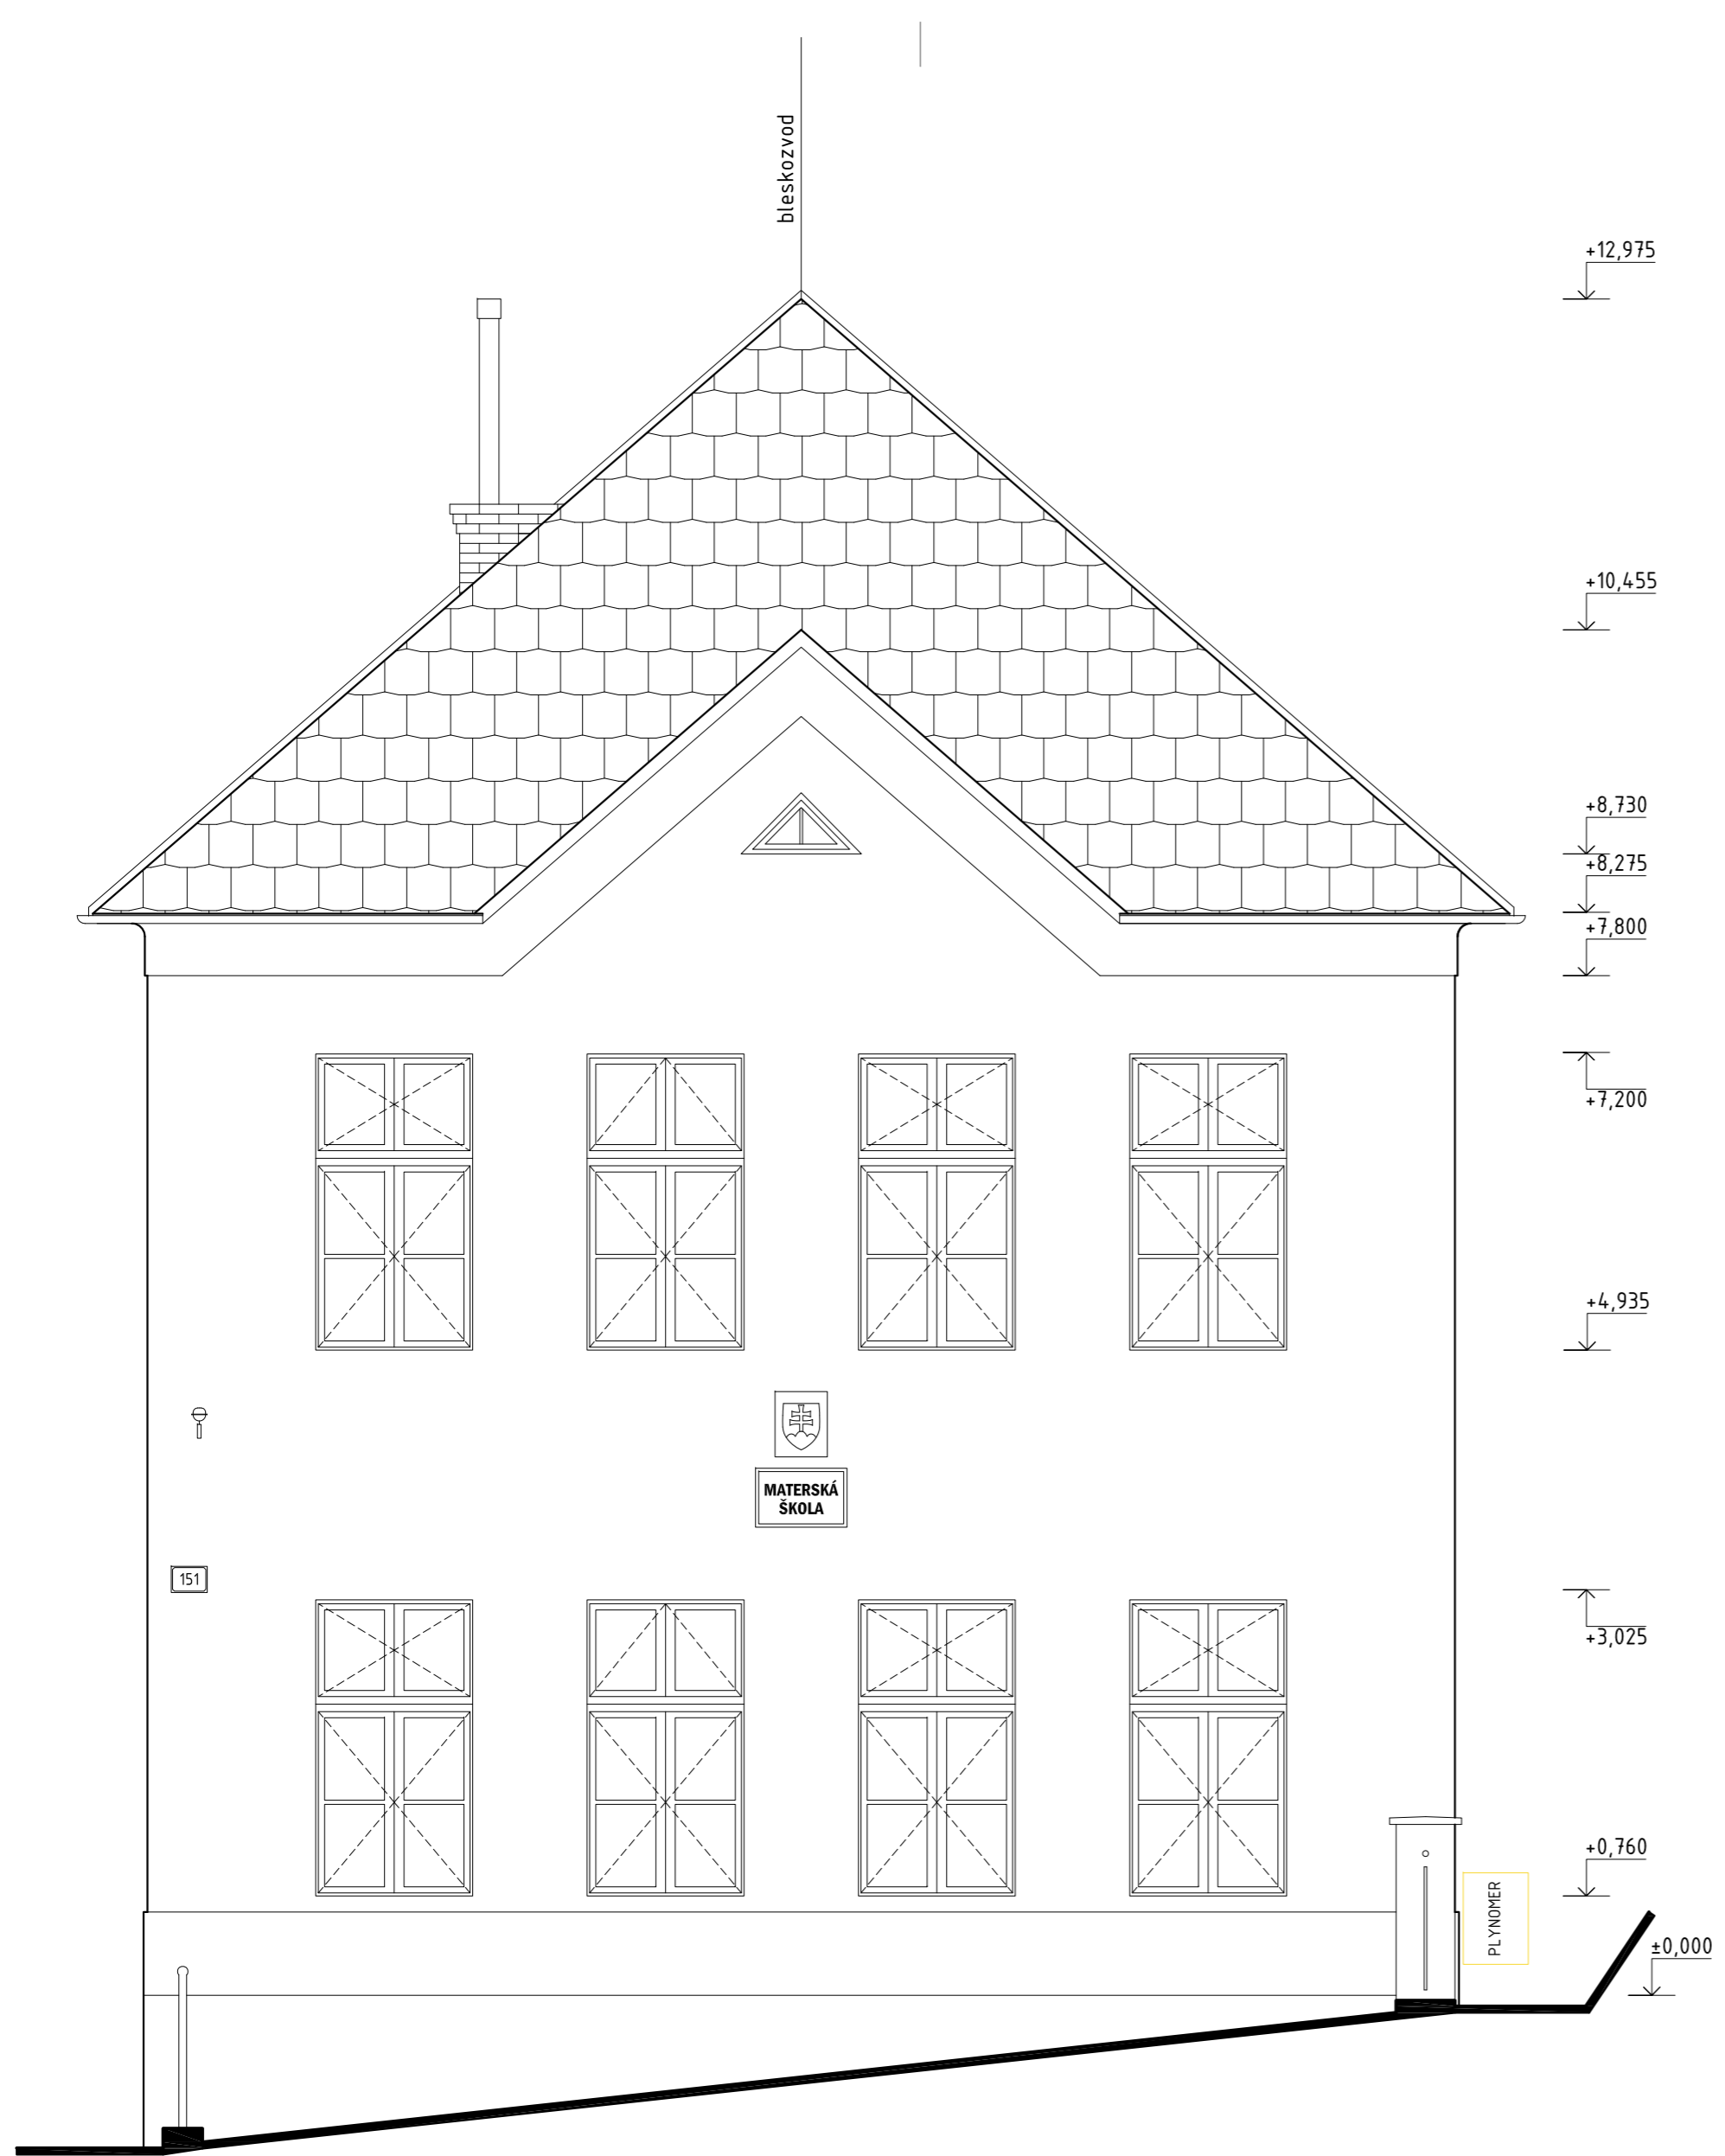 bleskozvod
+12,975
+10,455
+8,730
+8,275
+7,800
+7,200
+4,935
MATERSKÁ
ŠKOLA
151
+3,025
+0,760
PLYNOMER
±0,000